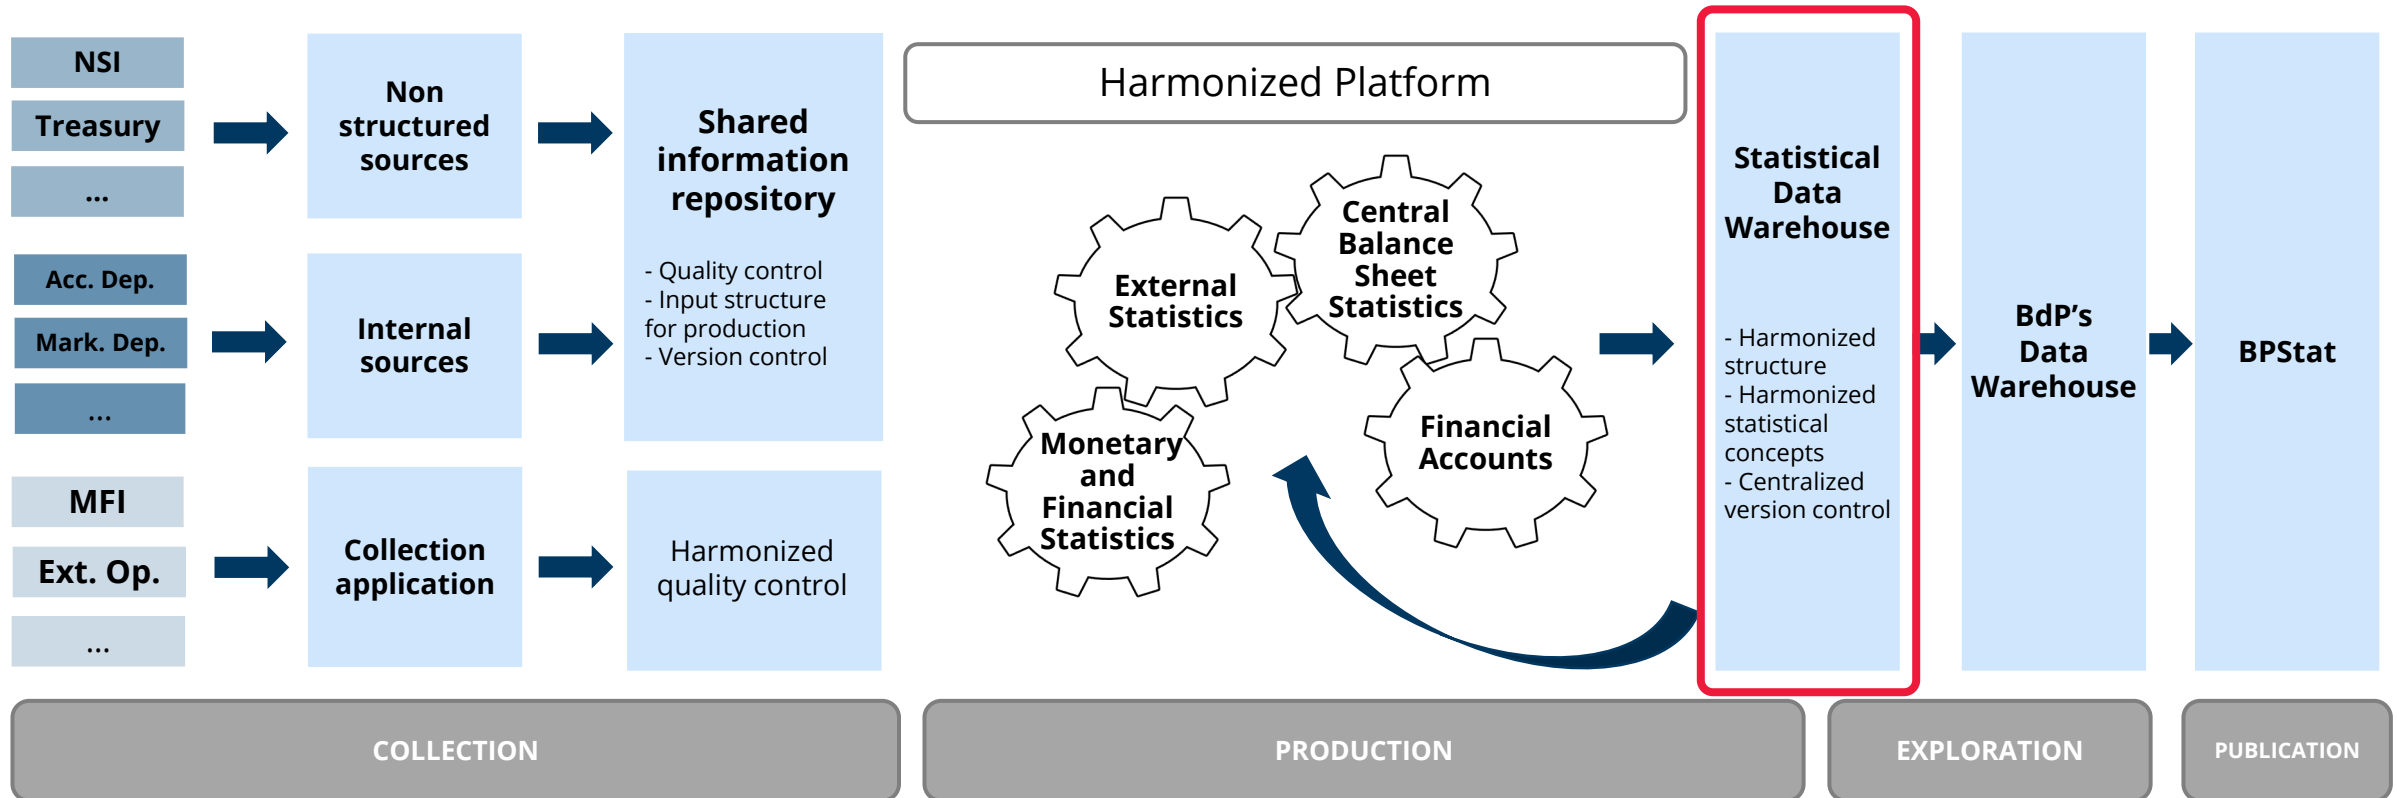 NSI
Treasury
...
Acc. Dep.
Mark. Dep.
...
MFI
Ext. Op.
...
Non
structured
sources
Internal
sources
Collection
application
Shared
information
repository
- Quality control
- Input structure
for production
- Version control
Harmonized
quality control
Harmonized Platform
External
Statistics
Central
Balance
Sheet
Statistics
Monetary
and
Financial
Statistics
Financial
Accounts
Statistical
Data
Warehouse
- Harmonized
structure
- Harmonized
statistical
concepts
- Centralized
version control
BdP’s
Data
Warehouse
BPStat
COLLECTION
PRODUCTION
EXPLORATION
PUBLICATION